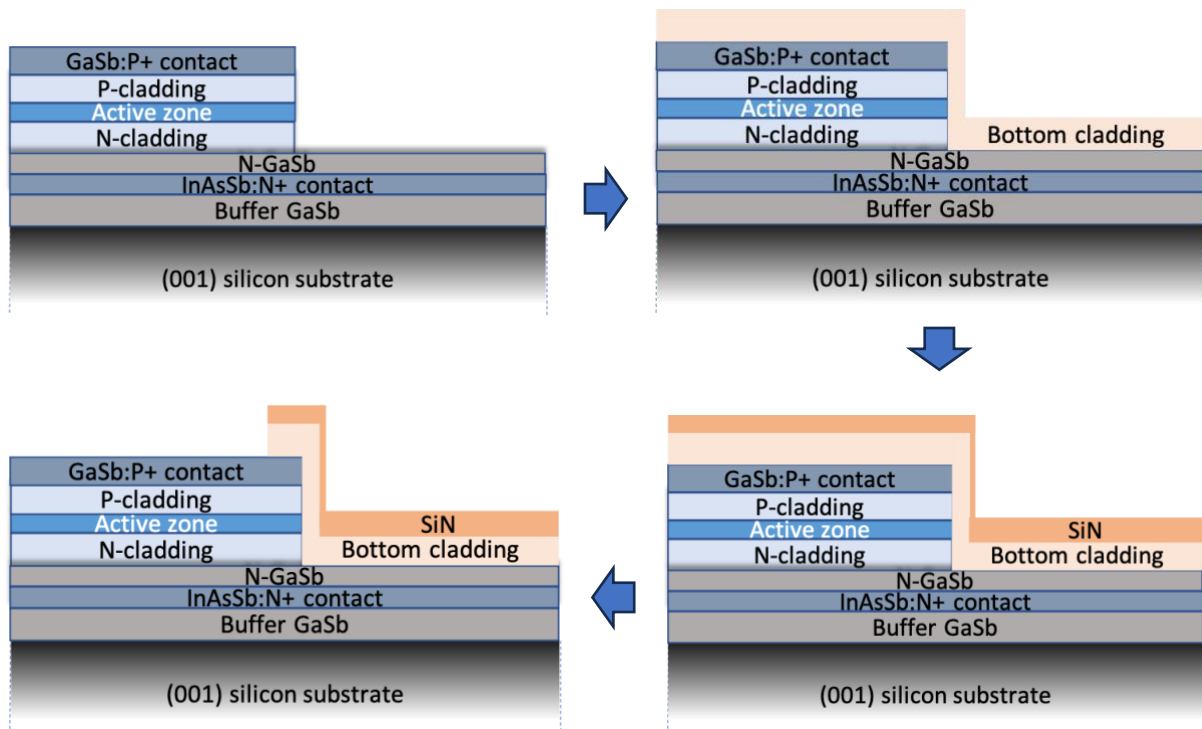 GaSb:P+ contact
P-cladding
Active zone
N-cladding
N-GaSb
InAsSb:N+ contact
Buffer GaSb
(001) silicon substrate
GaSb:P+ contact
P-cladding
Active zone
N-cladding
Bottom cladding
N-GaSb
InAsSb:N+ contact
Buffer GaSb
(001) silicon substrate
GaSb:P+ contact
P-cladding
Active zone
N-cladding
SiN
Bottom cladding
N-GaSb
InAsSb:N+ contact
Buffer GaSb
(001) silicon substrate
GaSb:P+ contact
P-cladding
Active zone
N-cladding
SiN
Bottom cladding
N-GaSb
InAsSb:N+ contact
Buffer GaSb
(001) silicon substrate